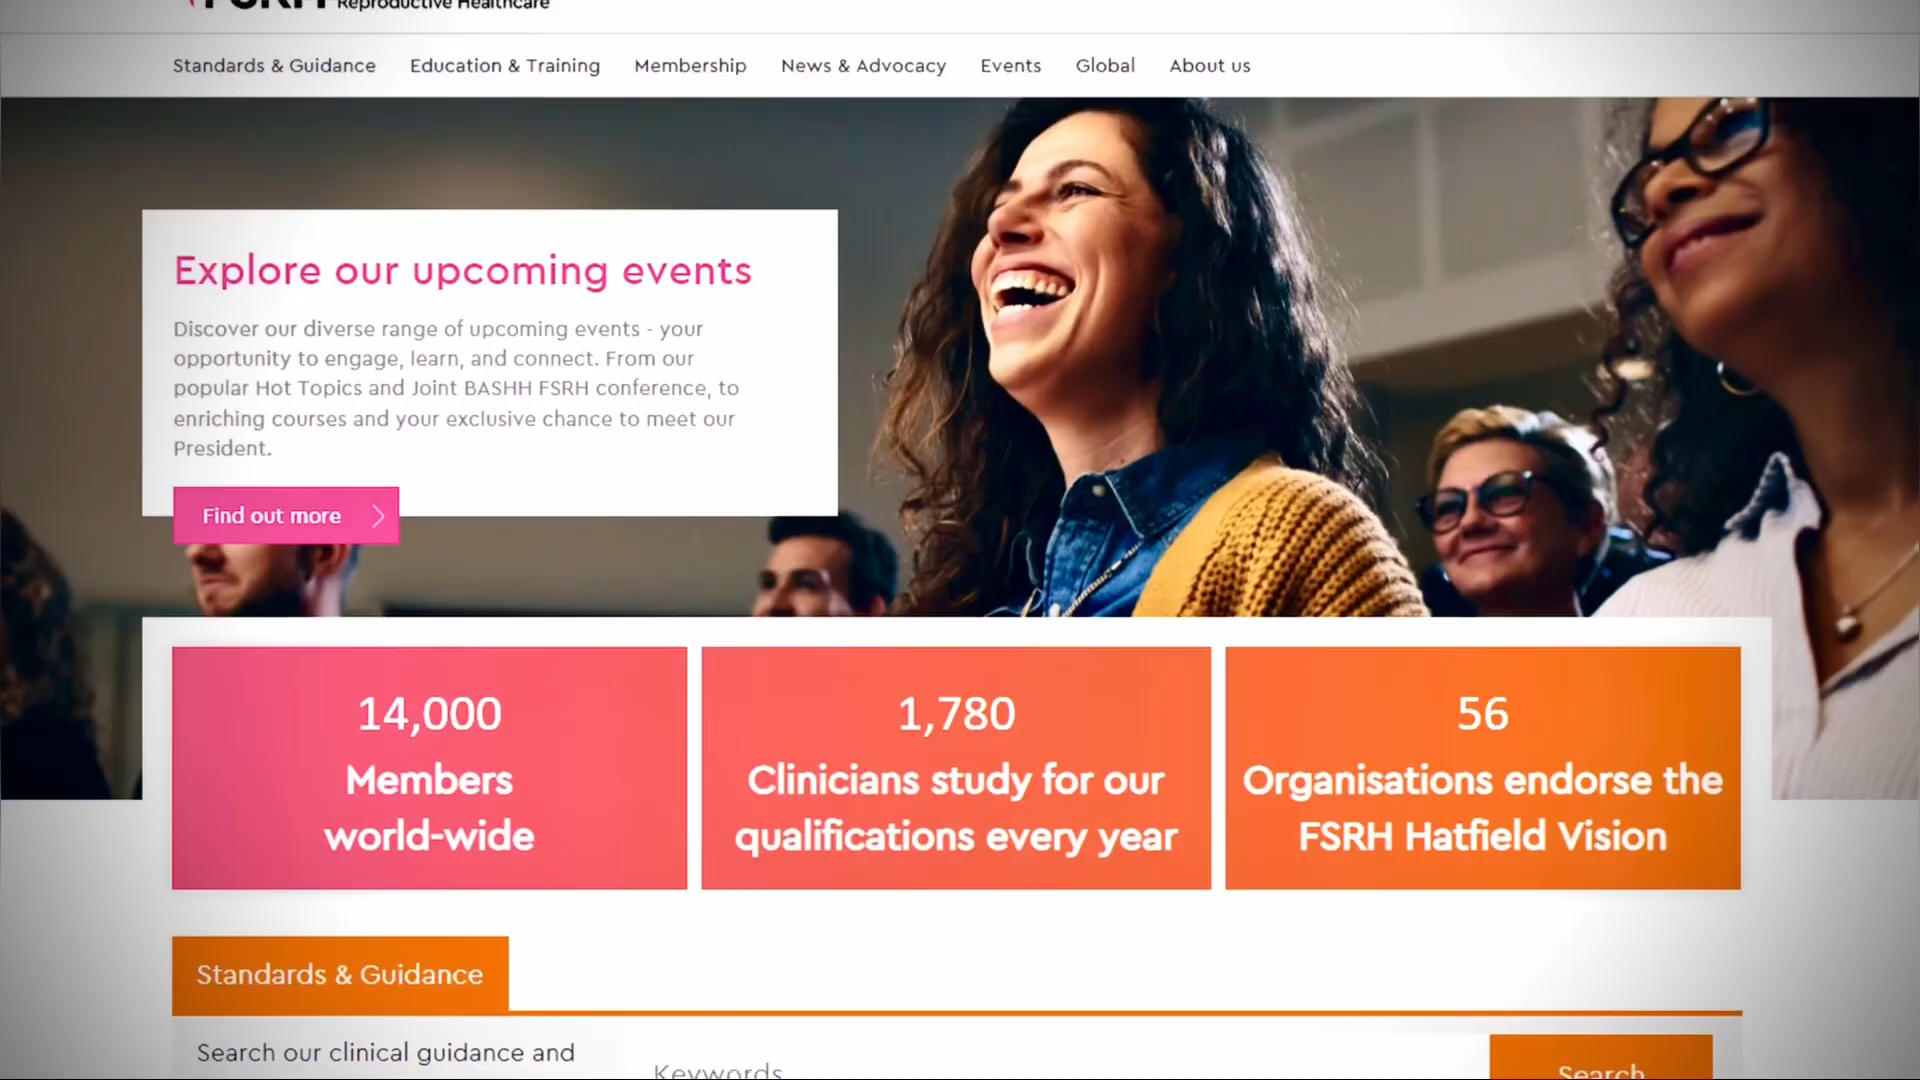 FSRH Reproductive Healthcare
Standards & Guidance Education & Training Membership News & Advocacy Events Global About us
Explore our upcoming events
Discover our diverse range of upcoming events - your
opportunity to engage, learn, and connect. From our
popular Hot Topics and Joint BASHH FSRH conference, to
enriching courses and your exclusive chance to meet our
President.
Find out more
14,000
Members
world-wide
1,780
Clinicians study for our
qualifications every year
56
Organisations endorse the
FSRH Hatfield Vision
Standards & Guidance
Search our clinical guidance and
Keywords
Search